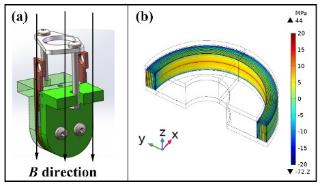 (a)
B direction
(b)
MPa
▲ 44
20
15
10
5
0
-5
-10
-15
-20
▼ -72.2
y
z
x